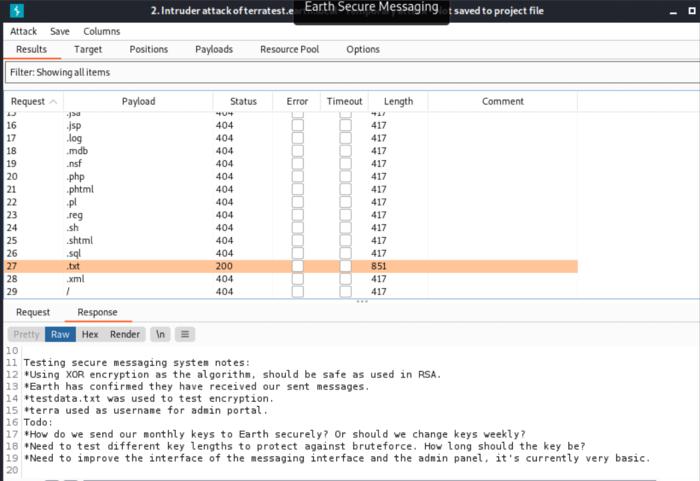 2. Intruder attack of terratest.ea
Earth Secure Messaging
ot saved to project file
Attack Save Columns
Results Target Positions Payloads Resource Pool Options
Filter: Showing all items
Request Payload Status Error Timeout Length Comment
15 .jsa 404 417
16 .jsp 404 417
17 .log 404 417
18 .mdb 404 417
19 .nsf 404 417
20 .php 404 417
21 .phtml 404 417
22 .pl 404 417
23 .reg 404 417
24 .sh 404 417
25 .shtml 404 417
26 .sql 404 417
27 .txt 200 851
28 .xml 404 417
29 / 404 417
Request Response
Pretty Raw Hex Render \n
10
11 Testing secure messaging system notes:
12 *Using XOR encryption as the algorithm, should be safe as used in RSA.
13 *Earth has confirmed they have received our sent messages.
14 *testdata.txt was used to test encryption.
15 *terra used as username for admin portal.
16 Todo:
17 *How do we send our monthly keys to Earth securely? Or should we change keys weekly?
18 *Need to test different key lengths to protect against bruteforce. How long should the key be?
19 *Need to improve the interface of the messaging interface and the admin panel, it's currently very basic.
20